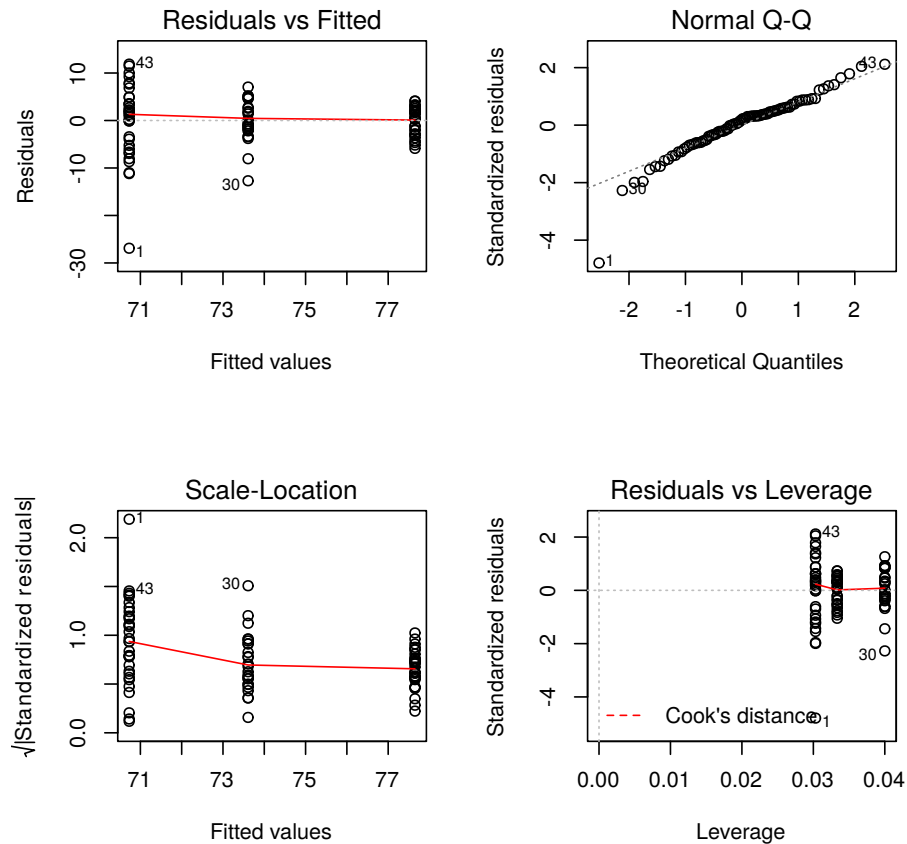 Residuals vs Fitted
Residuals
10
0
-10
-30
43
30
1
71 73 75 77
Fitted values
Normal Q-Q
Standardized residuals
2
0
-2
-4
43
30
1
-2 -1 0 1 2
Theoretical Quantiles
Scale-Location
√|Standardized residuals|
2.0
1.0
0.0
1
43
30
71 73 75 77
Fitted values
Residuals vs Leverage
Standardized residuals
2
0
-2
-4
43
30
Cook's distance
1
0.00 0.01 0.02 0.03 0.04
Leverage